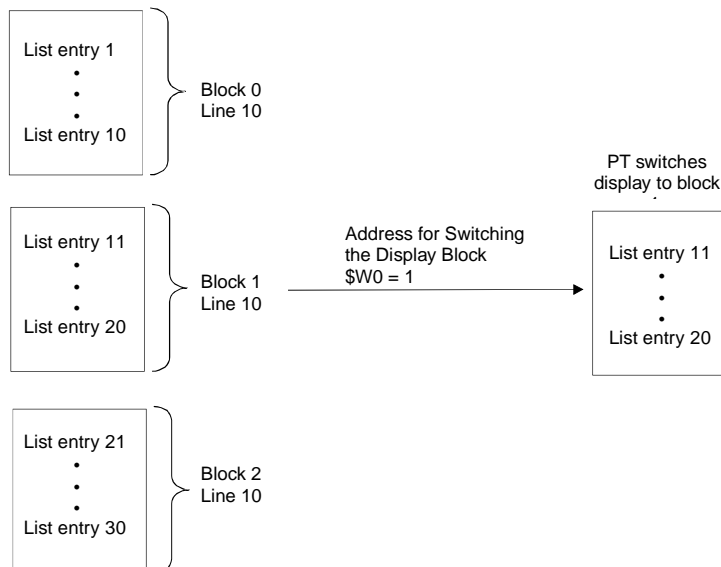 List entry 1
List entry 10
Block 0
Line 10
List entry 11
List entry 20
Block 1
Line 10
Address for Switching
the Display Block
$W0 = 1
PT switches
display to block
List entry 11
List entry 20
List entry 21
List entry 30
Block 2
Line 10